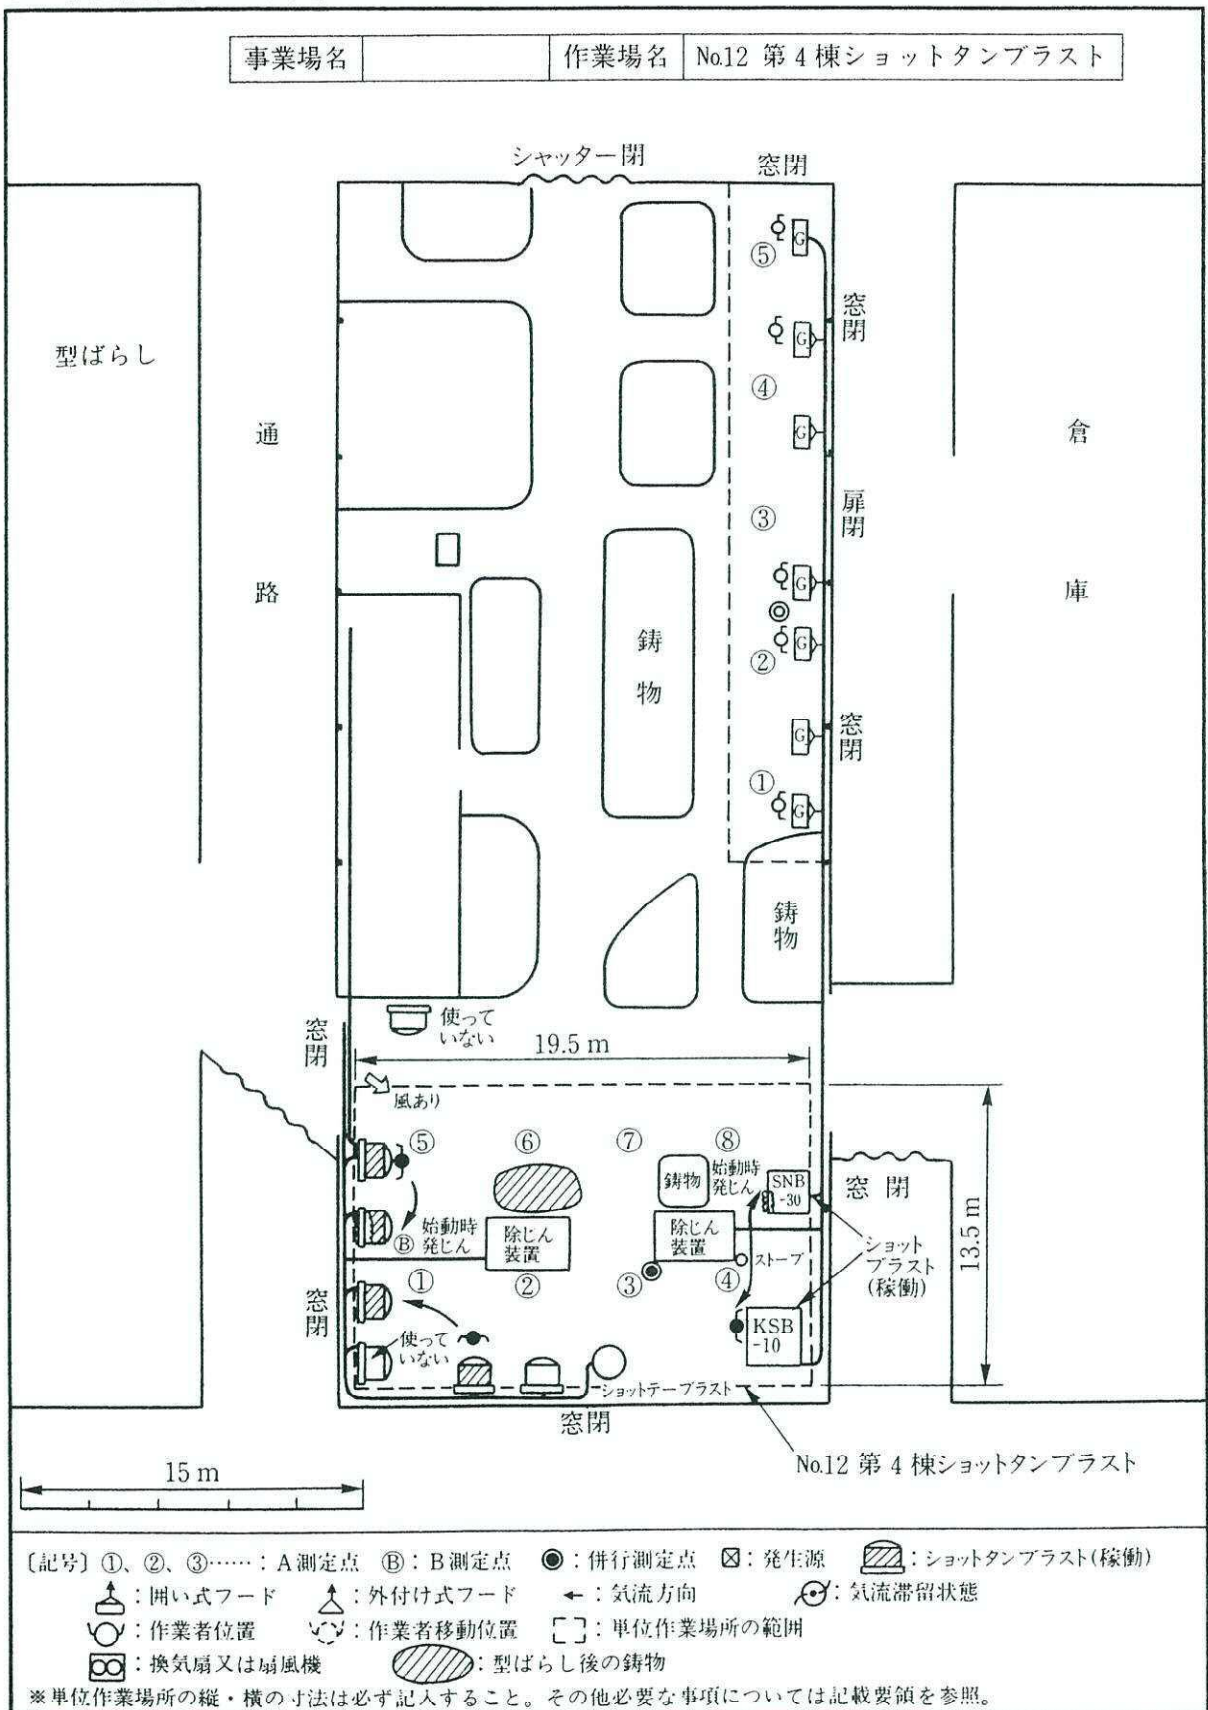 事業場名 作業場名 No.12 第4棟ショットタンブラスト
シャッター閉
窓閉
G
⑤
窓閉
G
型ばらし
④
通
倉
G
扉閉
③
路
庫
G
鋳物
G
②
窓閉
G
①
G
鋳物
使って
いない
窓閉
19.5 m
風あり
⑤ ⑥ ⑦ ⑧
鋳物
始動時
発じん
SNB
-30
窓閉
始動時
発じん
Ⓑ
除じん
装置
除じん
装置
ストーブ
ショット
ブラスト
(稼働)
13.5 m
① ② ③ ④
窓閉
使って
いない
KSB
-10
ショットテーブラスト
窓閉
No.12 第4棟ショットタンブラスト
15 m
〔記号〕①、②、③……：A測定点 Ⓑ：B測定点 ◉：併行測定点 ⊠：発生源 ：ショットタンブラスト(稼働)
：囲い式フード ：外付け式フード ←：気流方向 ：気流滞留状態
：作業者位置 ：作業者移動位置 ：単位作業場所の範囲
：換気扇又は扇風機 ：型ばらし後の鋳物
※単位作業場所の縦・横の寸法は必ず記入すること。その他必要な事項については記載要領を参照。